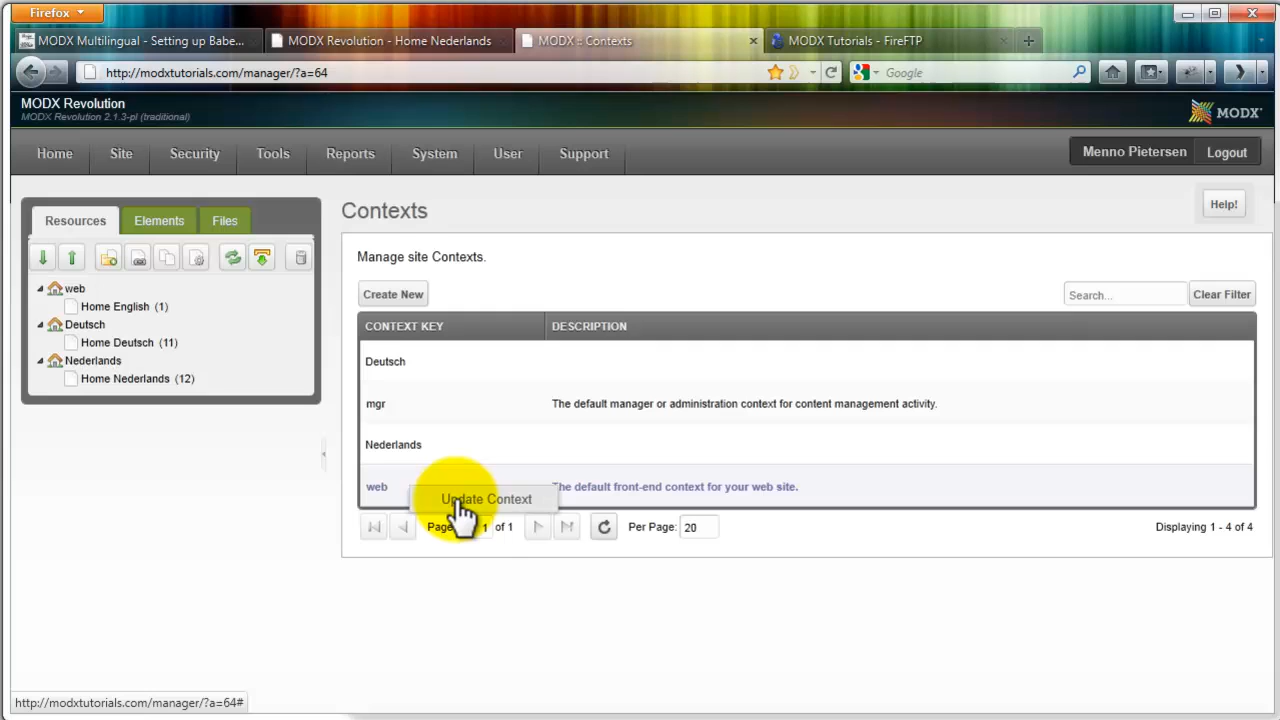 Firefox
MODX Multilingual - Setting up Babe...
MODX Revolution - Home Nederlands
MODX :: Contexts
MODX Tutorials - FireFTP
http://modxtutorials.com/manager/?a=64
Google
MODX Revolution
MODX Revolution 2.1.3-pl (traditional)
MODX
Home Site Security Tools Reports System User Support
Menno Pietersen Logout
Resources Elements Files
web
Home English (1)
Deutsch
Home Deutsch (11)
Nederlands
Home Nederlands (12)
Contexts
Help!
Manage site Contexts.
Create New
Search...
Clear Filter
CONTEXT KEY DESCRIPTION
Deutsch
mgr The default manager or administration context for content management activity.
Nederlands
web The default front-end context for your web site.
Update Context
Page 1 of 1 Per Page: 20 Displaying 1 - 4 of 4
http://modxtutorials.com/manager/?a=64#